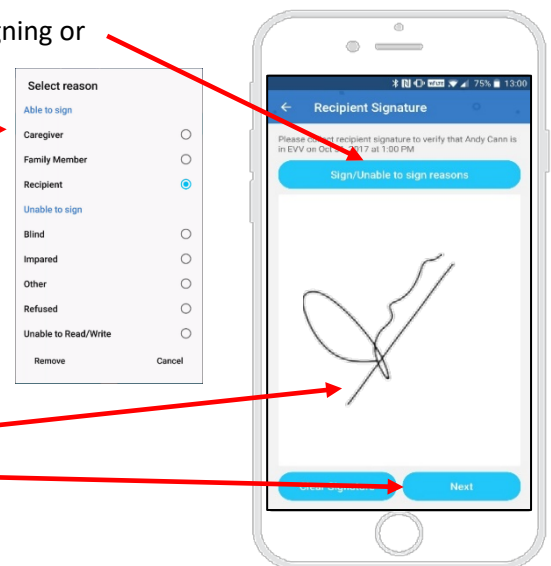 gning or
Select reason
Able to sign
Caregiver
Family Member
Recipient
Unable to sign
Blind
Impared
Other
Refused
Unable to Read/Write
Remove Cancel
75% 13:00
Recipient Signature
Please collect recipient signature to verify that Andy Cann is
in EVV on Oct 2017 at 1:00 PM
Sign/Unable to sign reasons
Clear Signature Next